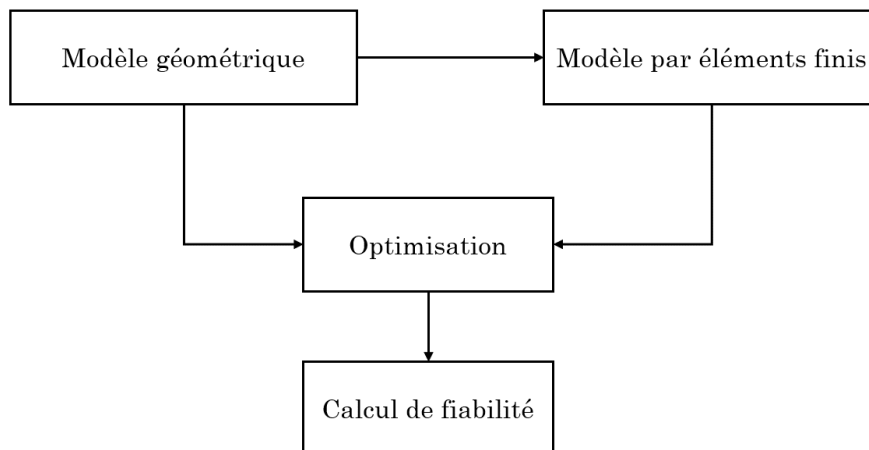 Modèle géométrique
Modèle par éléments finis
Optimisation
Calcul de fiabilité